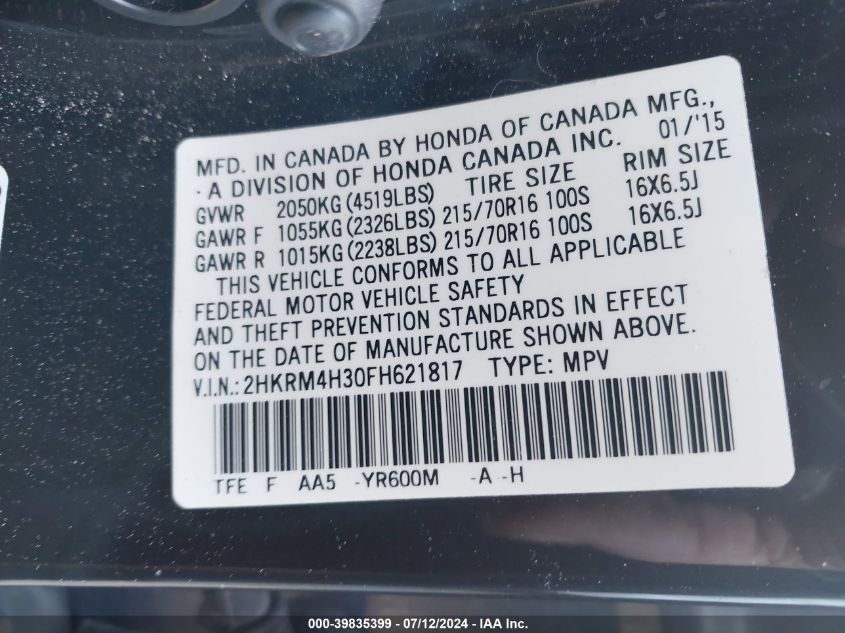 MFD. IN CANADA BY HONDA OF CANADA MFG.,
· A DIVISION OF HONDA CANADA INC. 01/'15
GVWR 2050KG (4519LBS) TIRE SIZE RIM SIZE
GAWR F 1055KG (2326LBS) 215/70R16 100S 16X6.5J
GAWR R 1015KG (2238LBS) 215/70R16 100S 16X6.5J
THIS VEHICLE CONFORMS TO ALL APPLICABLE
FEDERAL MOTOR VEHICLE SAFETY
AND THEFT PREVENTION STANDARDS IN EFFECT
ON THE DATE OF MANUFACTURE SHOWN ABOVE.
V.I.N.: 2HKRM4H30FH621817 TYPE: MPV
TFE F AA5 -YR600M -A -H
000-39835399 - 07/12/2024 - IAA Inc.